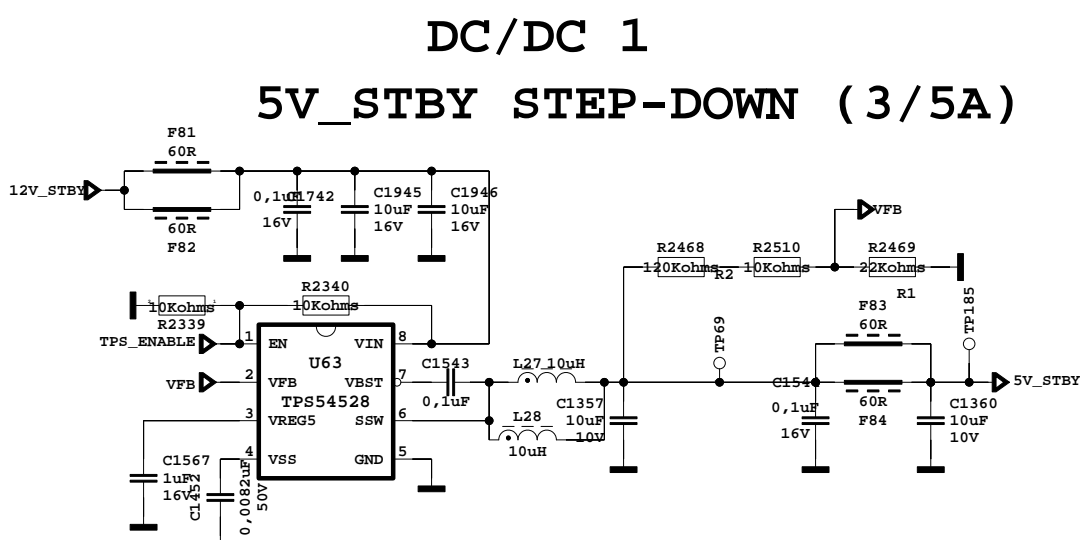 DC/DC 1
5V_STBY STEP-DOWN (3/5A)
F81
60R
12V_STBY
60R
F82
0,1uF
C1742
16V
C1945
10uF
16V
C1946
10uF
16V
VFB
R2468
120Kohms
R2
R2510
10Kohms
R2469
22Kohms
R1
R2340
10Kohms
10Kohms
R2339
TPS_ENABLE
VFB
1 EN
2 VFB
3 VREG5
4 VSS
U63
TPS54528
VIN 8
VBST 7
SSW 6
GND 5
C1543
0,1uF
L27 10uH
L28
10uH
C1357
10uF
10V
TP69
F83
60R
TP185
0,1uF
16V
60R
F84
5V_STBY
C1360
10uF
10V
C1567
1uF
16V
C1452
0,0082uF
50V